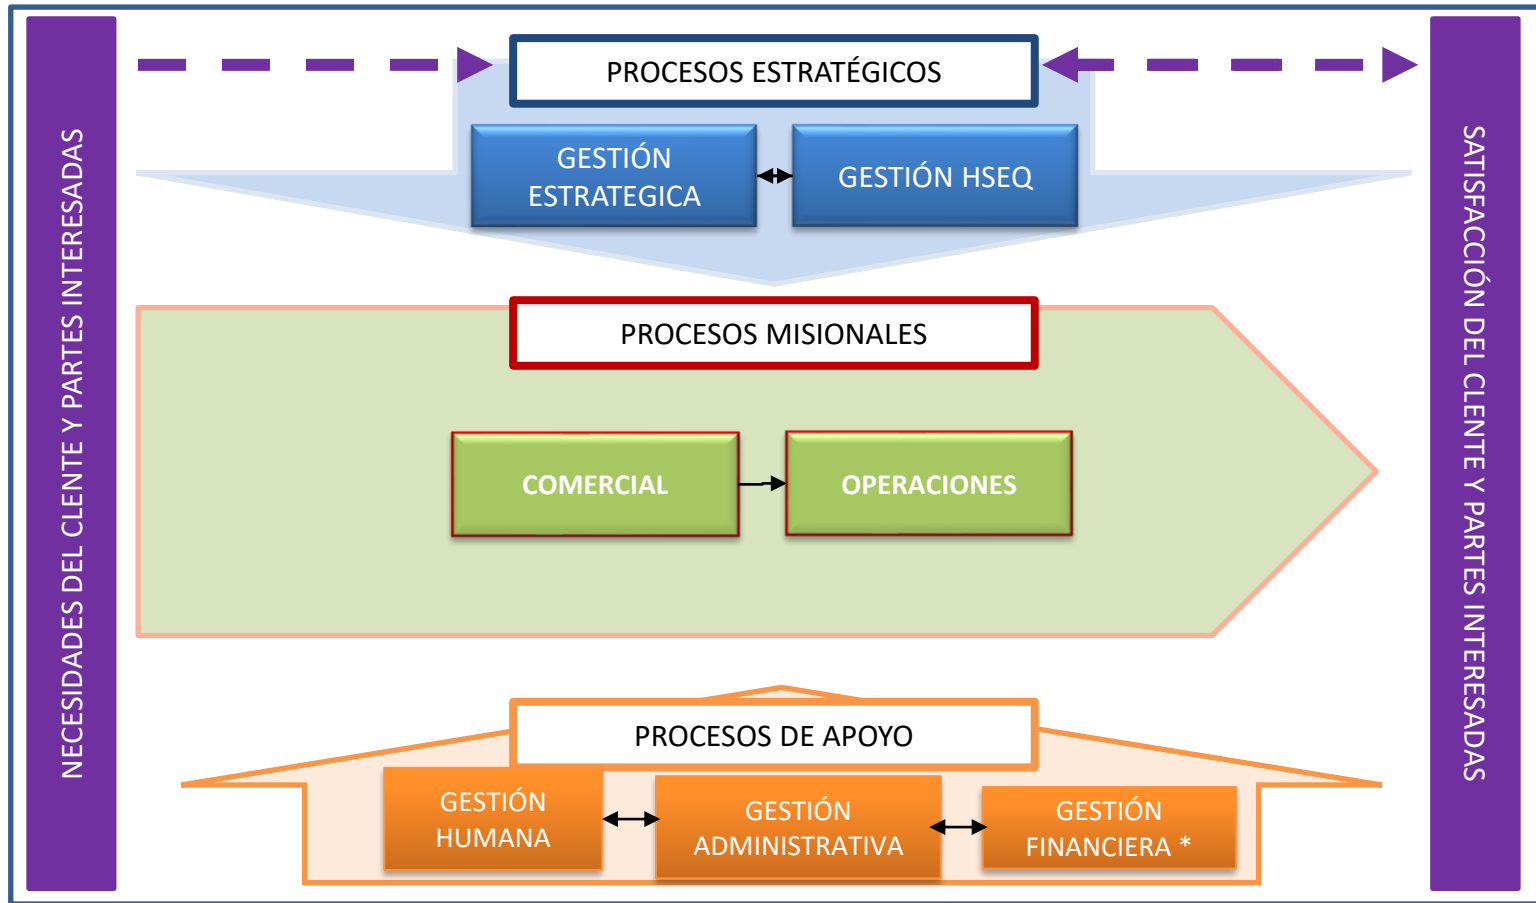 NECESIDADES DEL CLENTE Y PARTES INTERESADAS
PROCESOS ESTRATÉGICOS
GESTIÓN
ESTRATEGICA
GESTIÓN HSEQ
PROCESOS MISIONALES
COMERCIAL
OPERACIONES
PROCESOS DE APOYO
GESTIÓN
HUMANA
GESTIÓN
ADMINISTRATIVA
GESTIÓN
FINANCIERA *
SATISFACCIÓN DEL CLENTE Y PARTES INTERESADAS